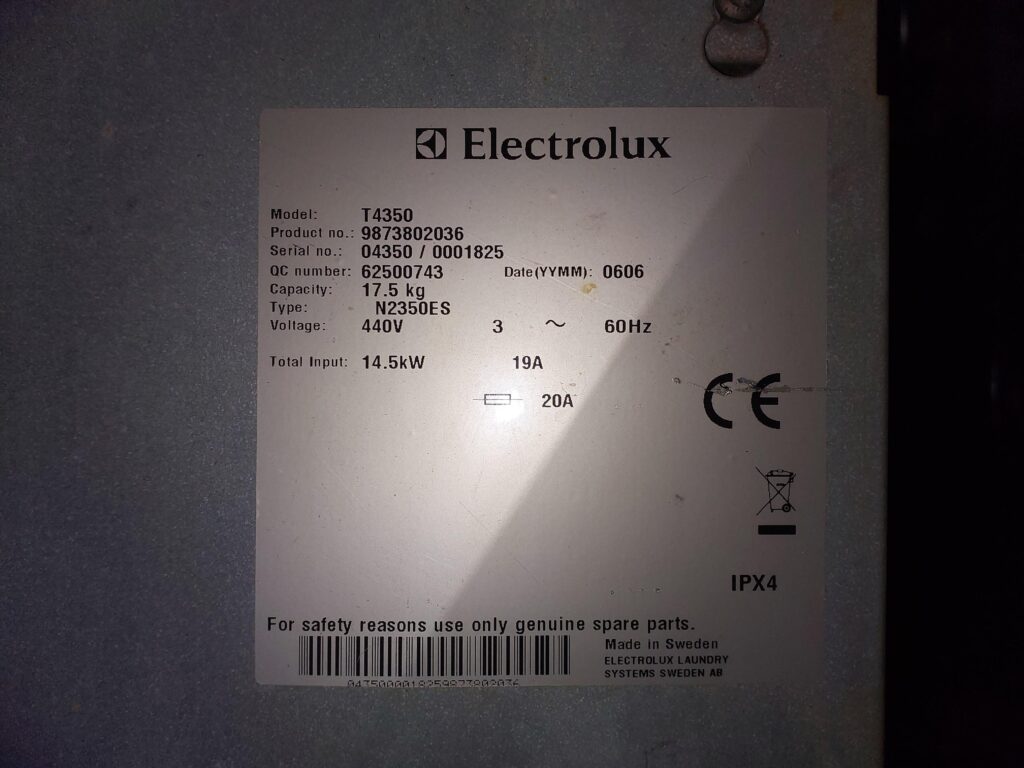 Electrolux
Model: T4350
Product no.: 9873802036
Serial no.: 04350 / 0001825
QC number: 62500743 Date(YYMM): 0606
Capacity: 17.5 kg
Type: N2350ES
Voltage: 440V 3 ~ 60Hz
Total Input: 14.5kW 19A
20A
CE
IPX4
For safety reasons use only genuine spare parts.
Made in Sweden
ELECTROLUX LAUNDRY
SYSTEMS SWEDEN AB
0435000018259873802036